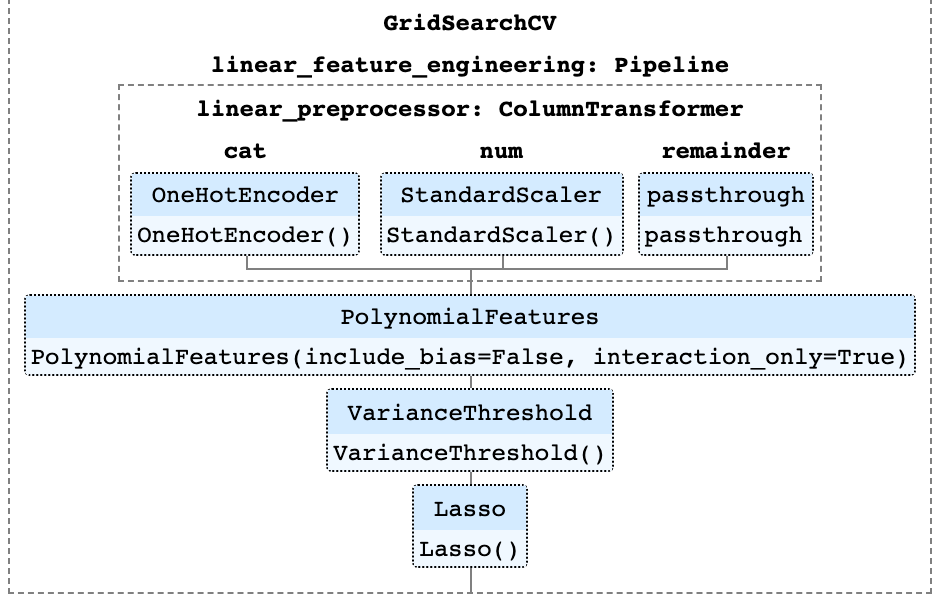 GridSearchCV
linear_feature_engineering: Pipeline
linear_preprocessor: ColumnTransformer
cat num remainder
OneHotEncoder StandardScaler passthrough
OneHotEncoder() StandardScaler() passthrough
PolynomialFeatures
PolynomialFeatures(include_bias=False, interaction_only=True)
VarianceThreshold
VarianceThreshold()
Lasso
Lasso()